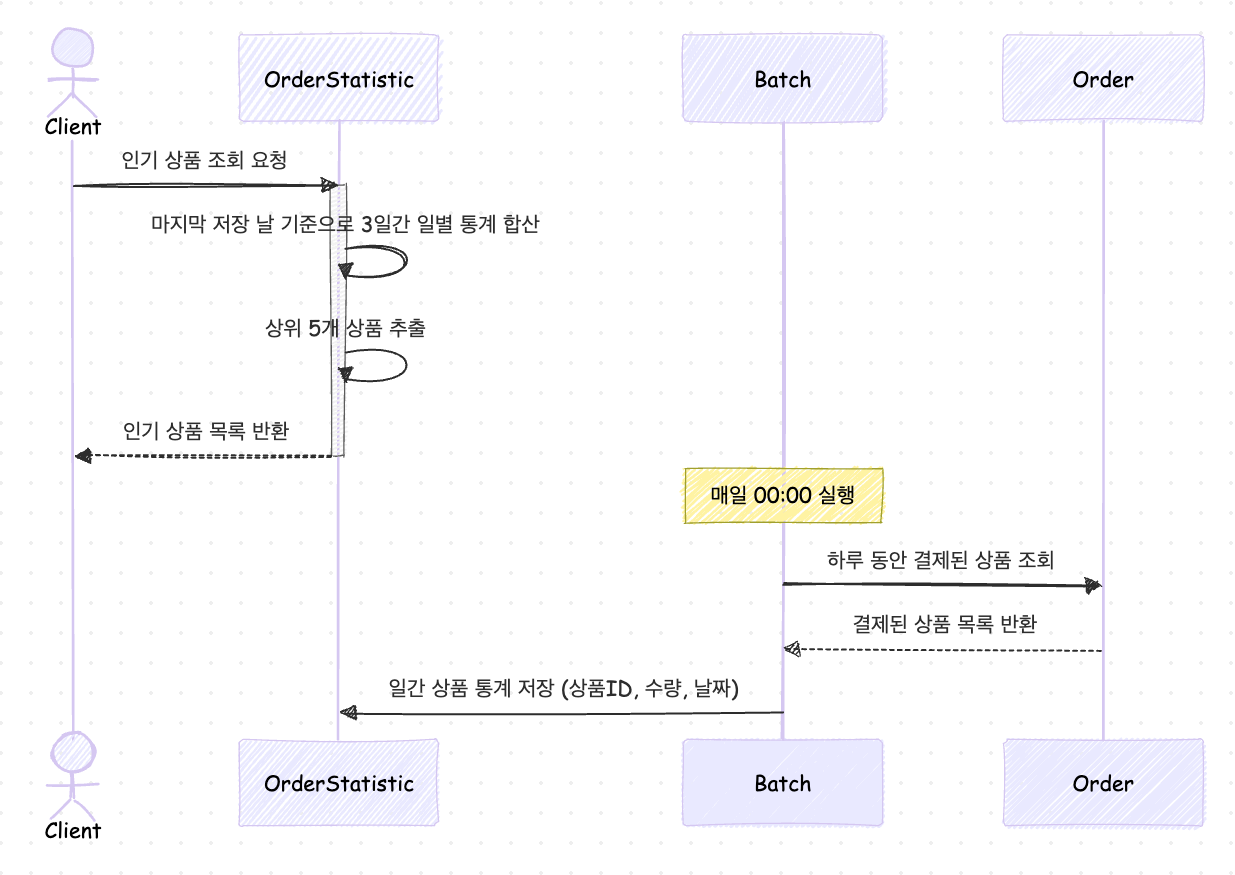 OrderStatistic
Batch
Order
Client
인기 상품 조회 요청
마지막 저장 날 기준으로 3일간 일별 통계 합산
상위 5개 상품 추출
인기 상품 목록 반환
매일 00:00 실행
하루 동안 결제된 상품 조회
결제된 상품 목록 반환
일간 상품 통계 저장 (상품ID, 수량, 날짜)
OrderStatistic
Batch
Order
Client